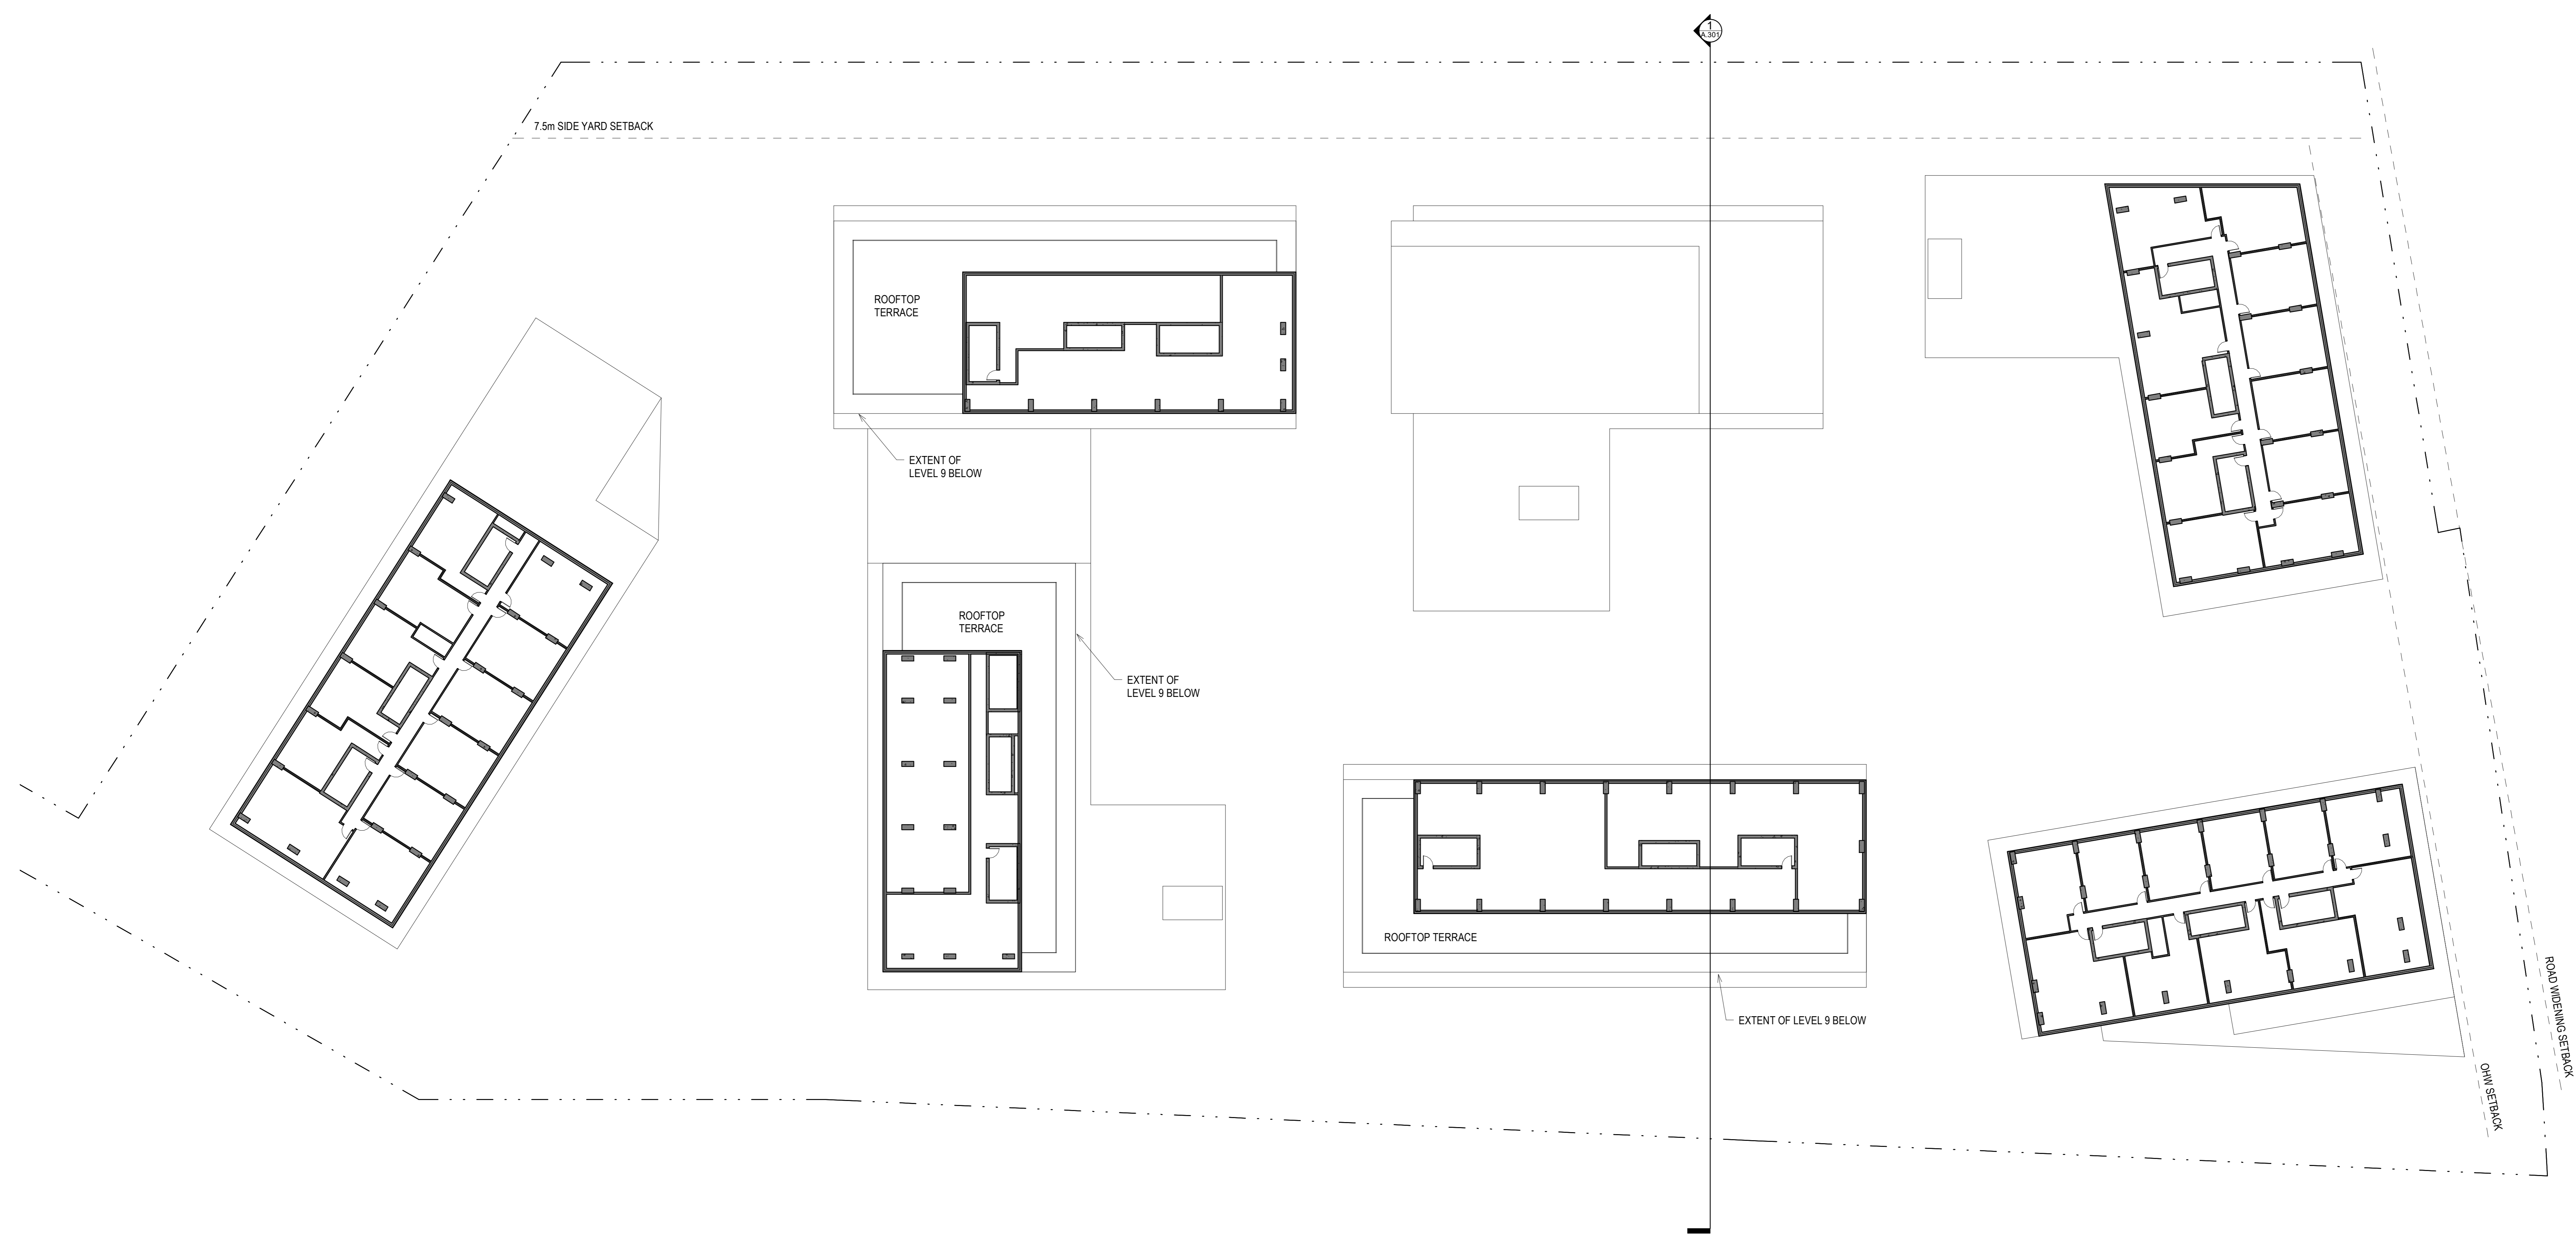 1
A.301
7.5m SIDE YARD SETBACK
ROOFTOP
TERRACE
EXTENT OF
LEVEL 9 BELOW
ROOFTOP
TERRACE
EXTENT OF
LEVEL 9 BELOW
ROOFTOP TERRACE
EXTENT OF LEVEL 9 BELOW
ROAD WIDENING SETBACK
OHW SETBACK